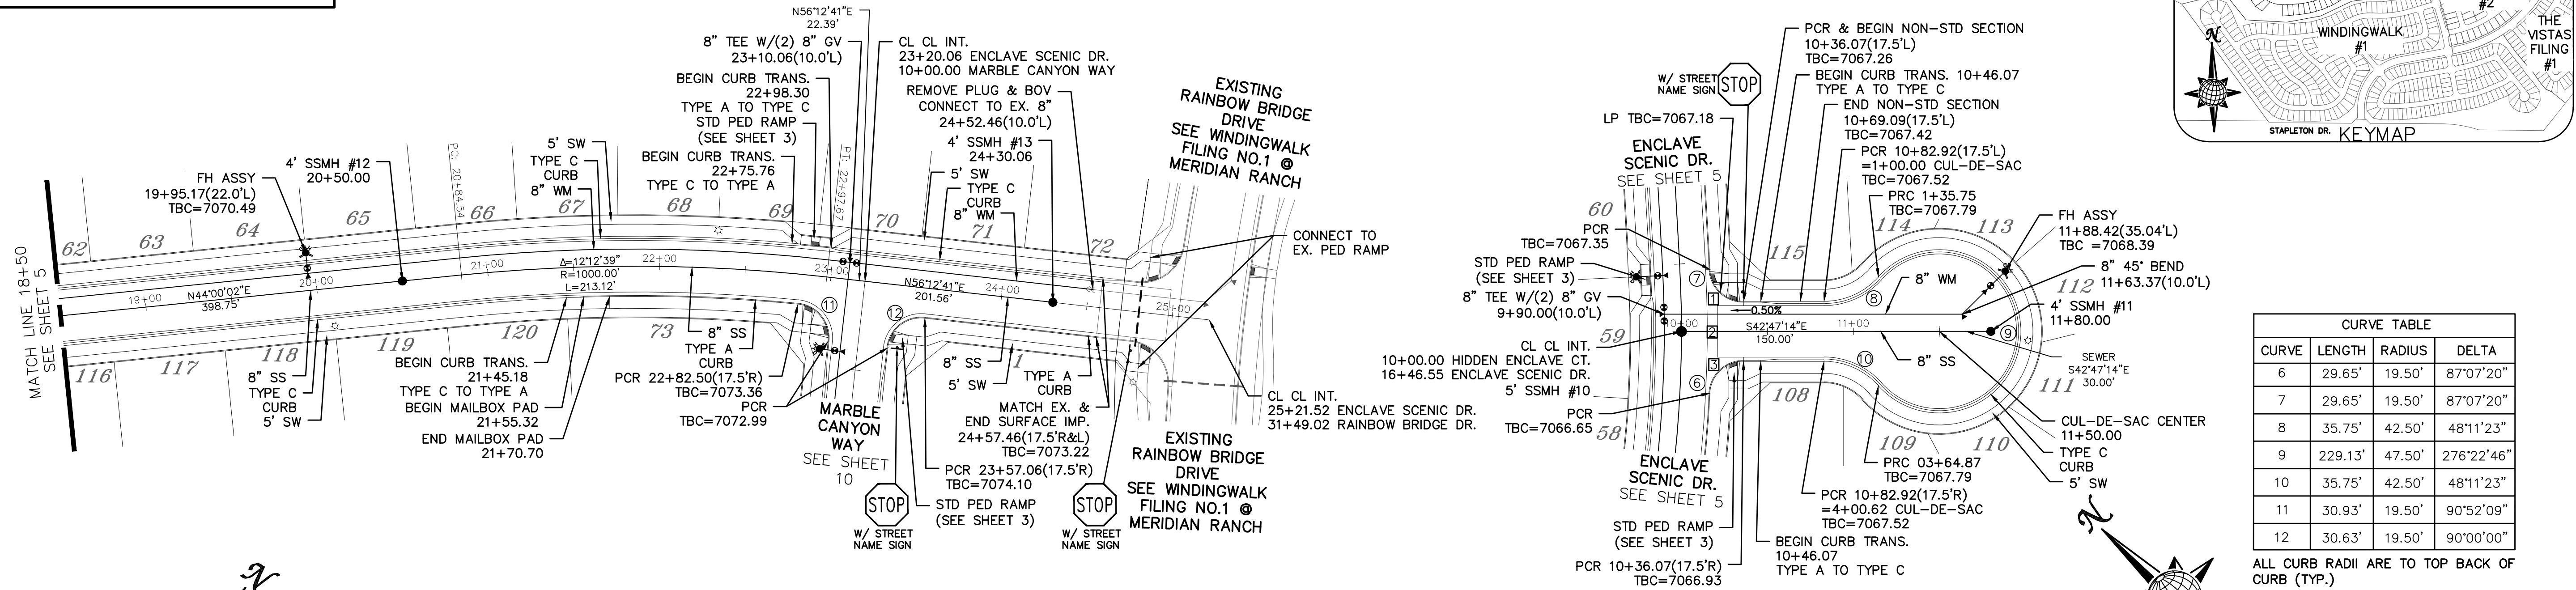 MATCH LINE 18+50
SEE SHEET 5
FH ASSY
19+95.17(22.0'L)
TBC=7070.49
4' SSMH #12
20+50.00
PC: 20+84.54
5' SW
TYPE C
CURB
8" WM
8" TEE W/(2) 8" GV
23+10.06(10.0'L)
BEGIN CURB TRANS.
22+98.30
TYPE A TO TYPE C
STD PED RAMP
(SEE SHEET 3)
BEGIN CURB TRANS.
22+75.76
TYPE C TO TYPE A
N56°12'41"E
22.39'
PT: 22+97.67
CL CL INT.
23+20.06 ENCLAVE SCENIC DR.
10+00.00 MARBLE CANYON WAY
REMOVE PLUG & BOV
CONNECT TO EX. 8"
24+52.46(10.0'L)
4' SSMH #13
24+30.06
5' SW
TYPE C
CURB
8" WM
EXISTING
RAINBOW BRIDGE
DRIVE
SEE WINDINGWALK
FILING NO.1 @
MERIDIAN RANCH
CONNECT TO
EX. PED RAMP
62
63
64
65
66
67
68
69
70
71
72
19+00
20+00
21+00
22+00
23+00
24+00
25+00
N44°00'02"E
398.75'
Δ=12°12'39"
R=1000.00'
L=213.12'
N56°12'41"E
201.56'
116
117
118
119
120
73
1
11
12
8" SS
TYPE C
CURB
5' SW
BEGIN CURB TRANS.
21+45.18
TYPE C TO TYPE A
BEGIN MAILBOX PAD
21+55.32
END MAILBOX PAD
21+70.70
8" SS
TYPE A
CURB
PCR 22+82.50(17.5'R)
TBC=7073.36
PCR
TBC=7072.99
MARBLE
CANYON
WAY
SEE SHEET
10
STOP
W/ STREET
NAME SIGN
8" SS
5' SW
TYPE A
CURB
MATCH EX. &
END SURFACE IMP.
24+57.46(17.5'R&L)
TBC=7073.22
PCR 23+57.06(17.5'R)
TBC=7074.10
STD PED RAMP
(SEE SHEET 3)
STOP
W/ STREET
NAME SIGN
EXISTING
RAINBOW BRIDGE
DRIVE
SEE WINDINGWALK
FILING NO.1 @
MERIDIAN RANCH
CL CL INT.
25+21.52 ENCLAVE SCENIC DR.
31+49.02 RAINBOW BRIDGE DR.
N
W/ STREET
NAME SIGN
STOP
LP TBC=7067.18
ENCLAVE
SCENIC DR.
SEE SHEET 5
PCR & BEGIN NON-STD SECTION
10+36.07(17.5'L)
TBC=7067.26
BEGIN CURB TRANS. 10+46.07
TYPE A TO TYPE C
END NON-STD SECTION
10+69.09(17.5'L)
TBC=7067.42
PCR 10+82.92(17.5'L)
=1+00.00 CUL-DE-SAC
TBC=7067.52
PRC 1+35.75
TBC=7067.79
FH ASSY
11+88.42(35.04'L)
TBC =7068.39
8" 45° BEND
11+63.37(10.0'L)
4' SSMH #11
11+80.00
SEWER
S42°47'14"E
30.00'
CUL-DE-SAC CENTER
11+50.00
TYPE C
CURB
5' SW
PCR
TBC=7067.35
STD PED RAMP
(SEE SHEET 3)
8" TEE W/(2) 8" GV
9+90.00(10.0'L)
CL CL INT.
10+00.00 HIDDEN ENCLAVE CT.
16+46.55 ENCLAVE SCENIC DR.
5' SSMH #10
PCR
TBC=7066.65
60
59
58
115
114
113
112
111
110
109
108
7
8
9
10
6
1
2
3
10+00
11+00
0.50%
S42°47'14"E
150.00'
8" WM
8" SS
ENCLAVE
SCENIC DR.
SEE SHEET 5
STD PED RAMP
(SEE SHEET 3)
PCR 10+36.07(17.5'R)
TBC=7066.93
BEGIN CURB TRANS.
10+46.07
TYPE A TO TYPE C
PCR 10+82.92(17.5'R)
=4+00.62 CUL-DE-SAC
TBC=7067.52
PRC 03+64.87
TBC=7067.79
N
N
WINDINGWALK
#1
#2
THE
VISTAS
FILING
#1
STAPLETON DR.
KEYMAP
CURVE TABLE
CURVE LENGTH RADIUS DELTA
6 29.65' 19.50' 87°07'20"
7 29.65' 19.50' 87°07'20"
8 35.75' 42.50' 48°11'23"
9 229.13' 47.50' 276°22'46"
10 35.75' 42.50' 48°11'23"
11 30.93' 19.50' 90°52'09"
12 30.63' 19.50' 90°00'00"
ALL CURB RADII ARE TO TOP BACK OF
CURB (TYP.)